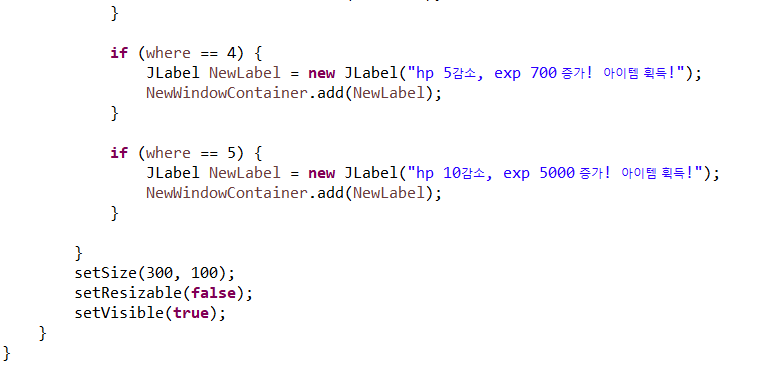 }
if (where == 4) {
JLabel NewLabel = new JLabel("hp 5감소, exp 700 증가! 아이템 획득!");
NewWindowContainer.add(NewLabel);
}
if (where == 5) {
JLabel NewLabel = new JLabel("hp 10감소, exp 5000 증가! 아이템 획득!");
NewWindowContainer.add(NewLabel);
}
}
setSize(300, 100);
setResizable(false);
setVisible(true);
}
}